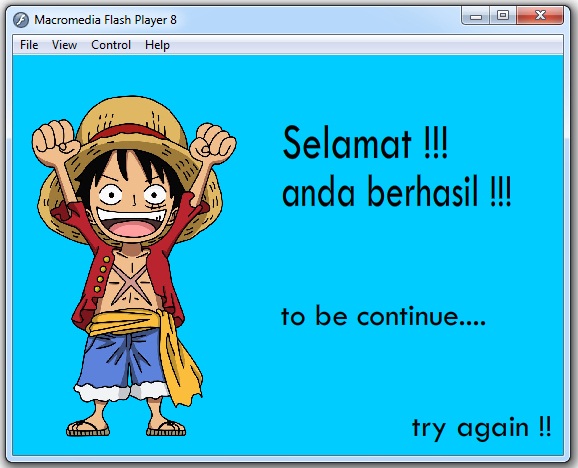 Macromedia Flash Player 8
File View Control Help
Selamat !!!
anda berhasil !!!
to be continue....
try again !!